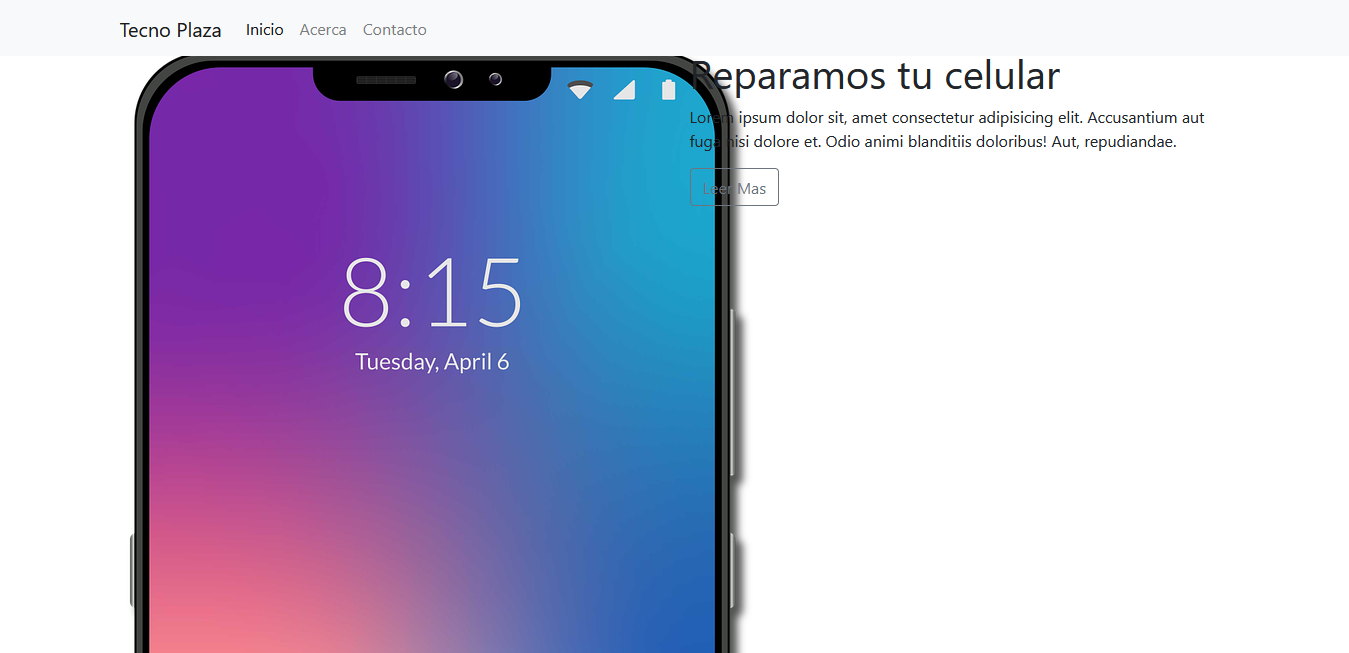 Tecno Plaza Inicio Acerca Contacto
Reparamos tu celular
Lorem ipsum dolor sit, amet consectetur adipisicing elit. Accusantium aut
fuga nisi dolore et. Odio animi blanditiis doloribus! Aut, repudiandae.
Leer Mas
8:15
Tuesday, April 6